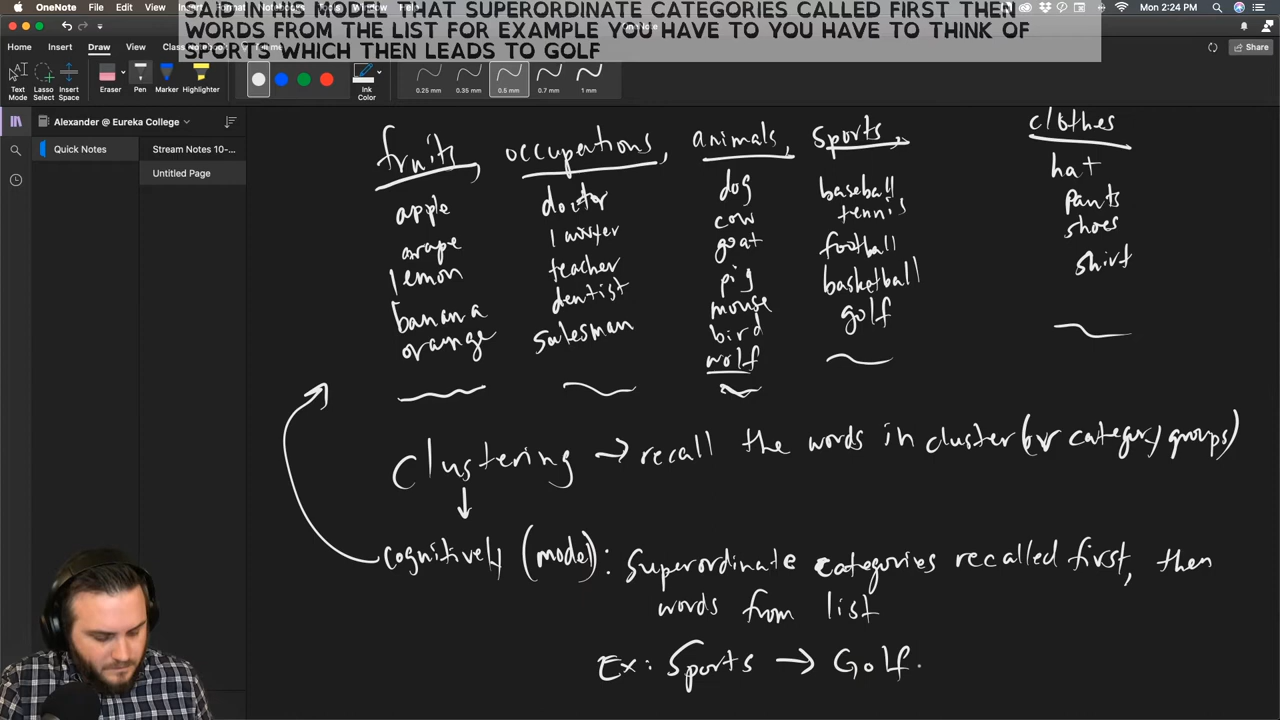 SAID IN HIS MODEL THAT SUPERORDINATE CATEGORIES CALLED FIRST THEN
WORDS FROM THE LIST FOR EXAMPLE YOU HAVE TO YOU HAVE TO THINK OF
SPORTS WHICH THEN LEADS TO GOLF
OneNote File Edit
Mon 2:24 PM
Home Insert Draw View
Share
Text Mode
Lasso Select
Insert Space
Eraser
Pen
Marker
Highlighter
Ink Color
0.25 mm
0.35 mm
0.5 mm
0.7 mm
1 mm
Alexander @ Eureka College
Quick Notes
Stream Notes 10-
Untitled Page
fruits, occupations, animals, sports, clothes
apple
grape
lemon
banana
orange
doctor
lawyer
teacher
dentist
salesman
dog
cow
goat
pig
mouse
bird
wolf
baseball
tennis
football
basketball
golf
hat
pants
shoes
shirt
Clustering → recall the words in cluster (or category groups)
cognitively (model): Superordinate categories recalled first, then
words from list
Ex: Sports → Golf.